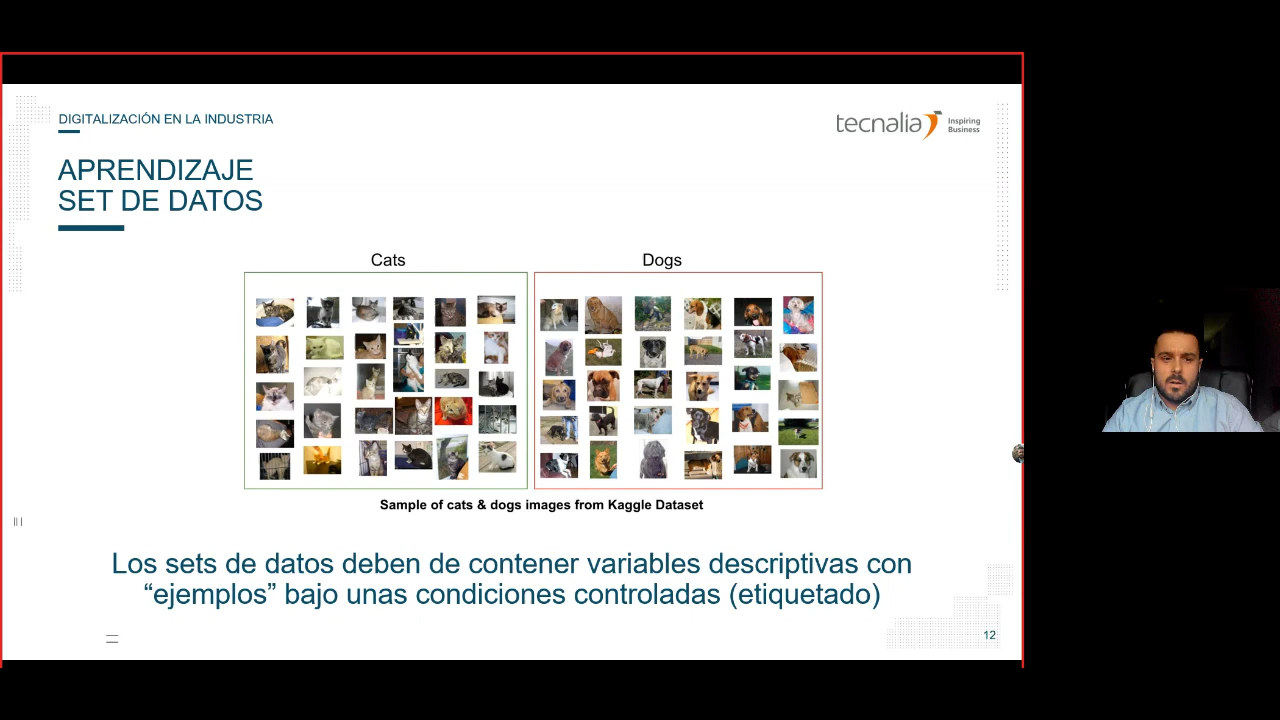 DIGITALIZACIÓN EN LA INDUSTRIA
tecnalia Inspiring
Business
APRENDIZAJE
SET DE DATOS
Cats
Dogs
Sample of cats & dogs images from Kaggle Dataset
Los sets de datos deben de contener variables descriptivas con
“ejemplos” bajo unas condiciones controladas (etiquetado)
12